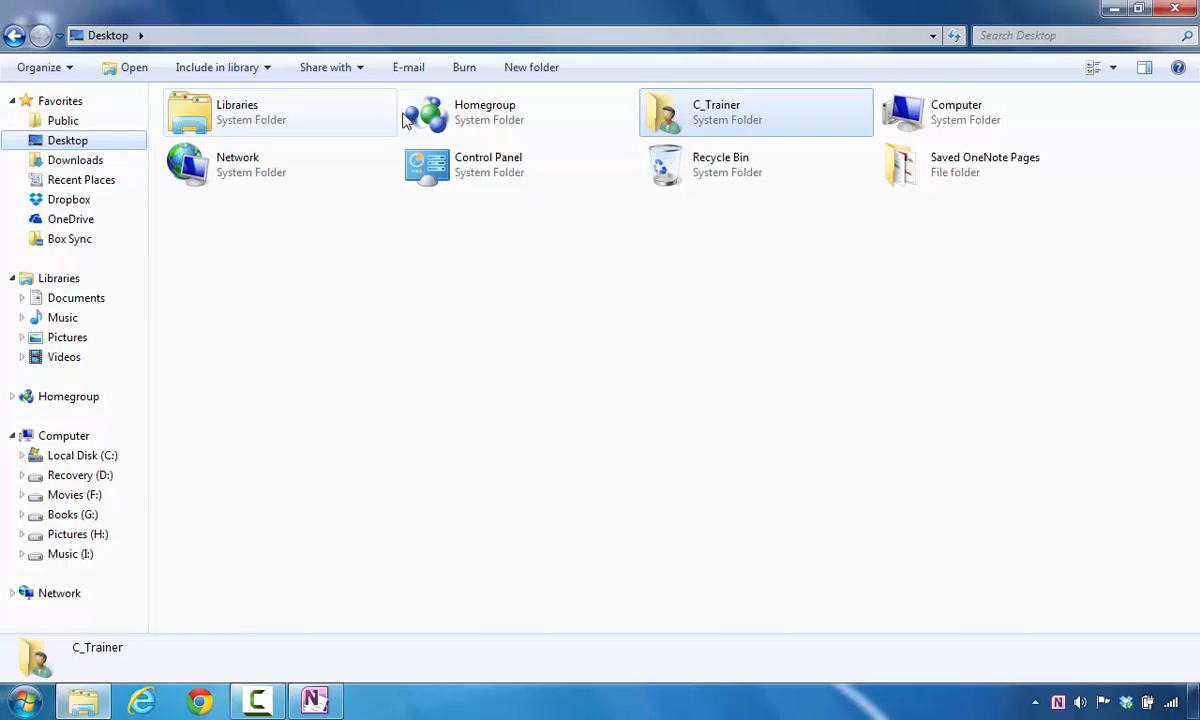 Desktop
Search Desktop
Organize
Open
Include in library
Share with
E-mail
Burn
New folder
Favorites
Public
Desktop
Downloads
Recent Places
Dropbox
OneDrive
Box Sync
Libraries
Documents
Music
Pictures
Videos
Homegroup
Computer
Local Disk (C:)
Recovery (D:)
Movies (F:)
Books (G:)
Pictures (H:)
Music (I:)
Network
Libraries
System Folder
Homegroup
System Folder
C_Trainer
System Folder
Computer
System Folder
Network
System Folder
Control Panel
System Folder
Recycle Bin
System Folder
Saved OneNote Pages
File folder
C_Trainer